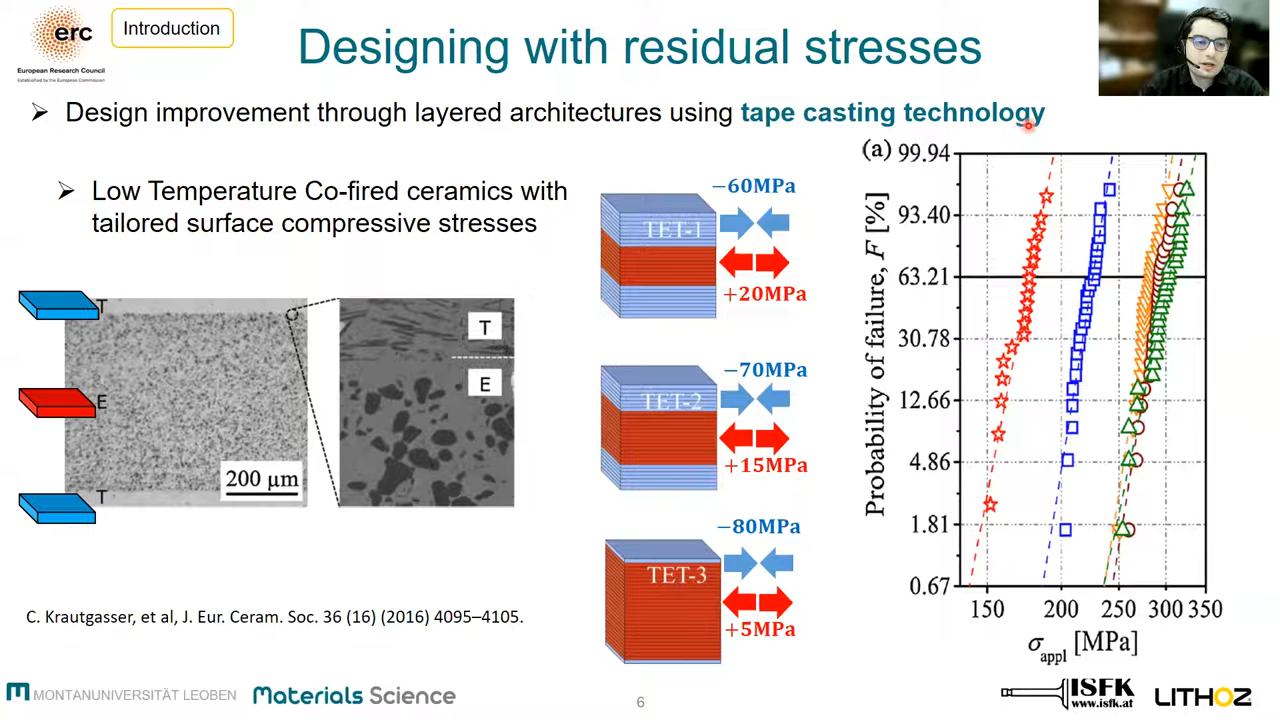 erc
European Research Council
Established by the European Commission
Introduction
Designing with residual stresses
Design improvement through layered architectures using tape casting technology
Low Temperature Co-fired ceramics with
tailored surface compressive stresses
T
E
T
200 µm
T
E
TET-1
−60MPa
+20MPa
TET-2
−70MPa
+15MPa
TET-3
−80MPa
+5MPa
(a)
Probability of failure, F [%]
99.94
93.40
63.21
30.78
12.66
4.86
1.81
0.67
150 200 250 300 350
σappl [MPa]
C. Krautgasser, et al, J. Eur. Ceram. Soc. 36 (16) (2016) 4095–4105.
MONTANUNIVERSITÄT LEOBEN
Materials Science
6
ISFK
www.isfk.at
LITHOZ